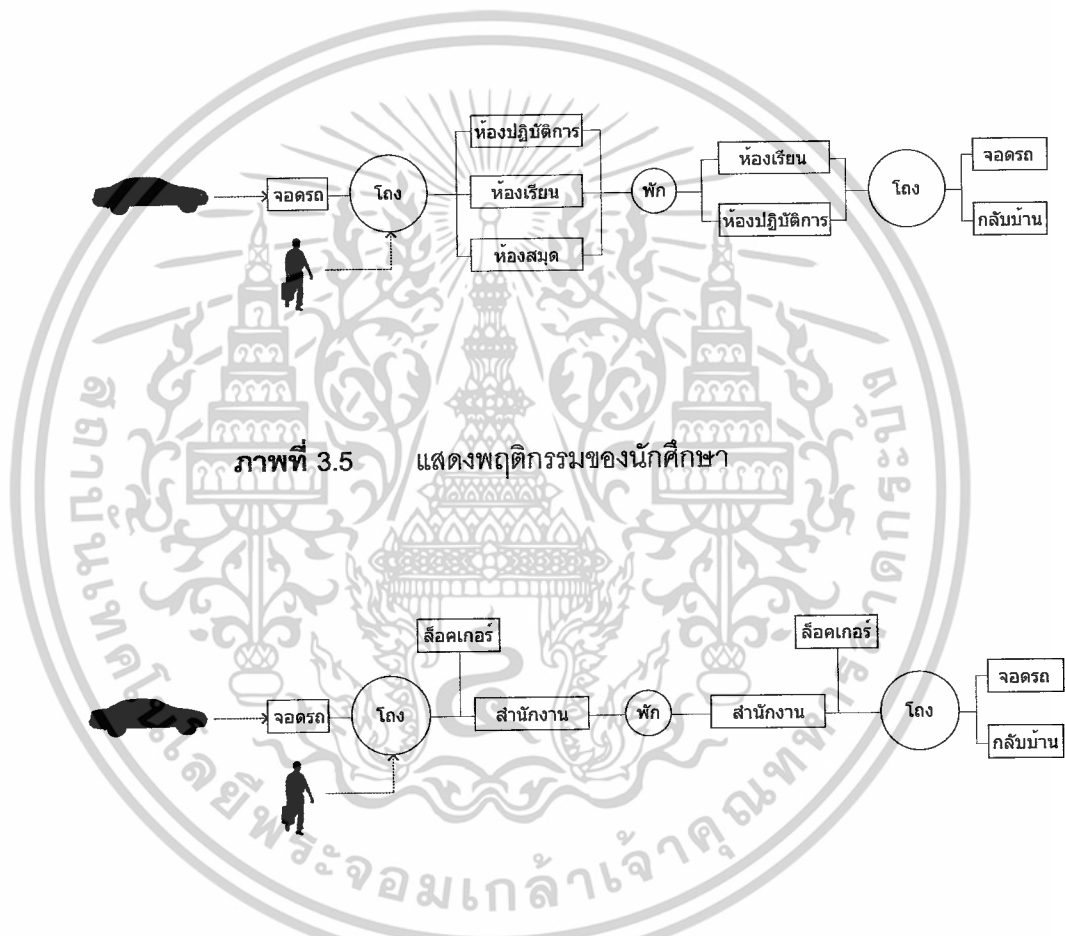 ห้องปฏิบัติการ
จอดรถ โถง ห้องเรียน พัก ห้องเรียน โถง จอดรถ
ห้องสมุด ห้องปฏิบัติการ กลับบ้าน
ภาพที่ 3.5 แสดงพฤติกรรมของนักศึกษา
ล็อคเกอร์ ล็อคเกอร์
จอดรถ โถง สำนักงาน พัก สำนักงาน โถง จอดรถ
กลับบ้าน
สถาบันเทคโนโลยีพระจอมเกล้าเจ้าคุณทหารลาดกระบัง